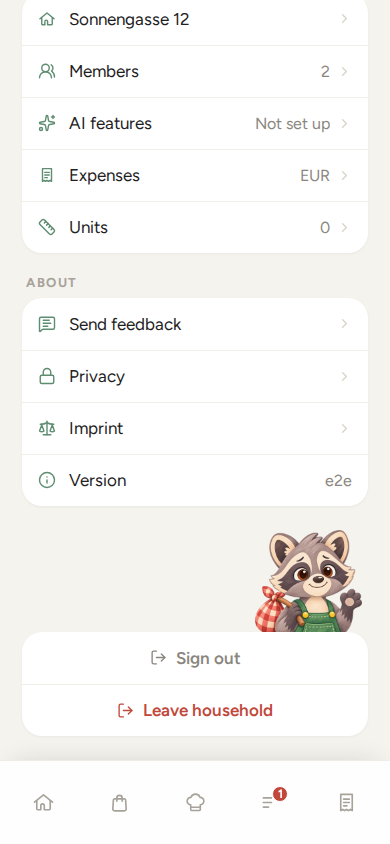 Sonnengasse 12
Members 2
AI features Not set up
Expenses EUR
Units 0
ABOUT
Send feedback
Privacy
Imprint
Version e2e
Sign out
Leave household
1